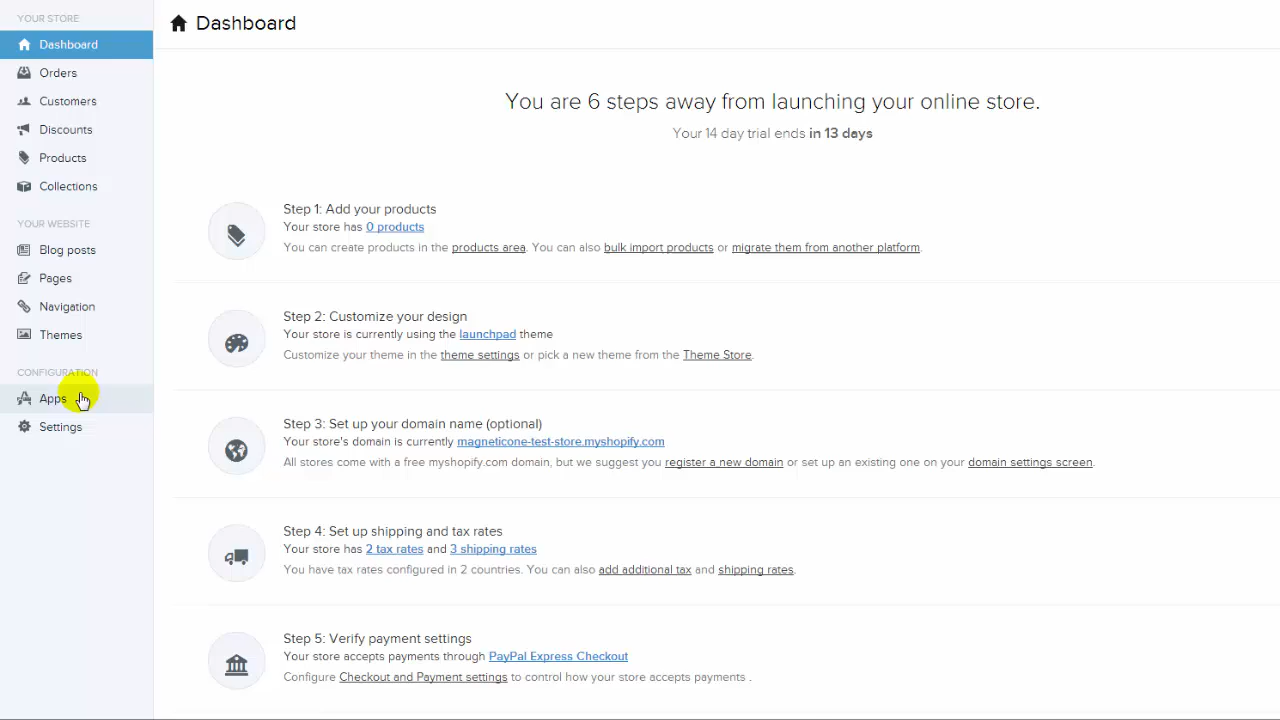 YOUR STORE
Dashboard
Orders
Customers
Discounts
Products
Collections
YOUR WEBSITE
Blog posts
Pages
Navigation
Themes
CONFIGURATION
Apps
Settings
Dashboard
You are 6 steps away from launching your online store.
Your 14 day trial ends in 13 days
Step 1: Add your products
Your store has 0 products
You can create products in the products area. You can also bulk import products or migrate them from another platform.
Step 2: Customize your design
Your store is currently using the launchpad theme
Customize your theme in the theme settings or pick a new theme from the Theme Store.
Step 3: Set up your domain name (optional)
Your store's domain is currently magneticone-test-store.myshopify.com
All stores come with a free myshopify.com domain, but we suggest you register a new domain or set up an existing one on your domain settings screen.
Step 4: Set up shipping and tax rates
Your store has 2 tax rates and 3 shipping rates
You have tax rates configured in 2 countries. You can also add additional tax and shipping rates.
Step 5: Verify payment settings
Your store accepts payments through PayPal Express Checkout
Configure Checkout and Payment settings to control how your store accepts payments .